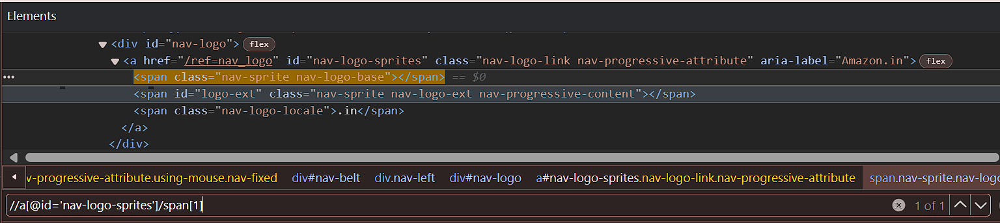 Elements
<div id="nav-logo"> flex
<a href="/ref=nav_logo" id="nav-logo-sprites" class="nav-logo-link nav-progressive-attribute" aria-label="Amazon.in"> flex
<span class="nav-sprite nav-logo-base"></span> == $0
<span id="logo-ext" class="nav-sprite nav-logo-ext nav-progressive-content"></span>
<span class="nav-logo-locale">.in</span>
</a>
</div>
v-progressive-attribute.using-mouse.nav-fixed div#nav-belt div.nav-left div#nav-logo a#nav-logo-sprites.nav-logo-link.nav-progressive-attribute span.nav-sprite.nav-logo
//a[@id='nav-logo-sprites']/span[1] 1 of 1